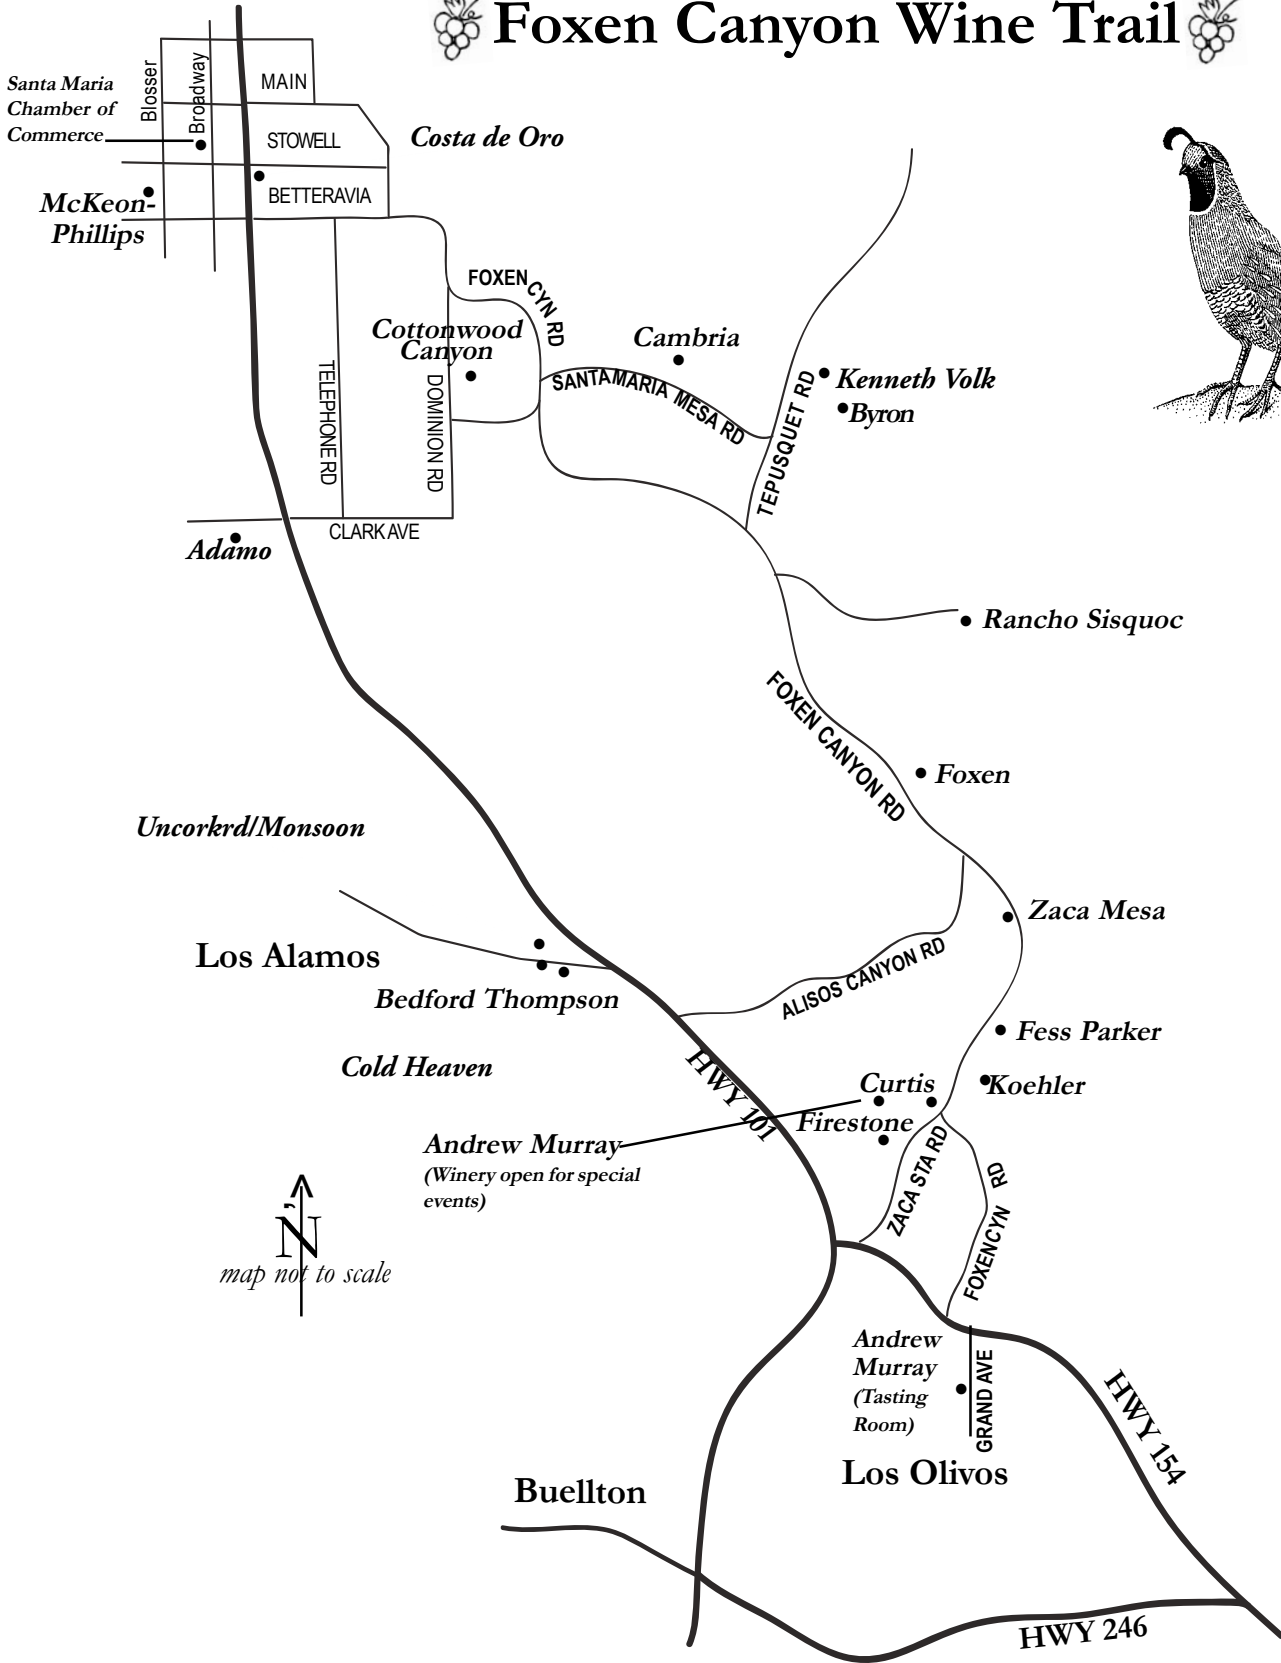 Foxen Canyon Wine Trail
Santa Maria
Chamber of
Commerce
Blosser
Broadway
MAIN
STOWELL
BETTERAVIA
Costa de Oro
McKeon-
Phillips
FOXEN CYN RD
Cottonwood
Canyon
TELEPHONE RD
DOMINION RD
Cambria
SANTA MARIA MESA RD
TEPUSQUET RD
Kenneth Volk
Byron
CLARK AVE
Adamo
Rancho Sisquoc
FOXEN CANYON RD
Foxen
Uncorkrd/Monsoon
Zaca Mesa
Los Alamos
ALISOS CANYON RD
Bedford Thompson
Fess Parker
Cold Heaven
HWY 101
Curtis
Koehler
Firestone
Andrew Murray
(Winery open for special
events)
ZACA STA RD
FOXEN CYN RD
N
map not to scale
Andrew
Murray
(Tasting
Room)
GRAND AVE
HWY 154
Los Olivos
Buellton
HWY 246